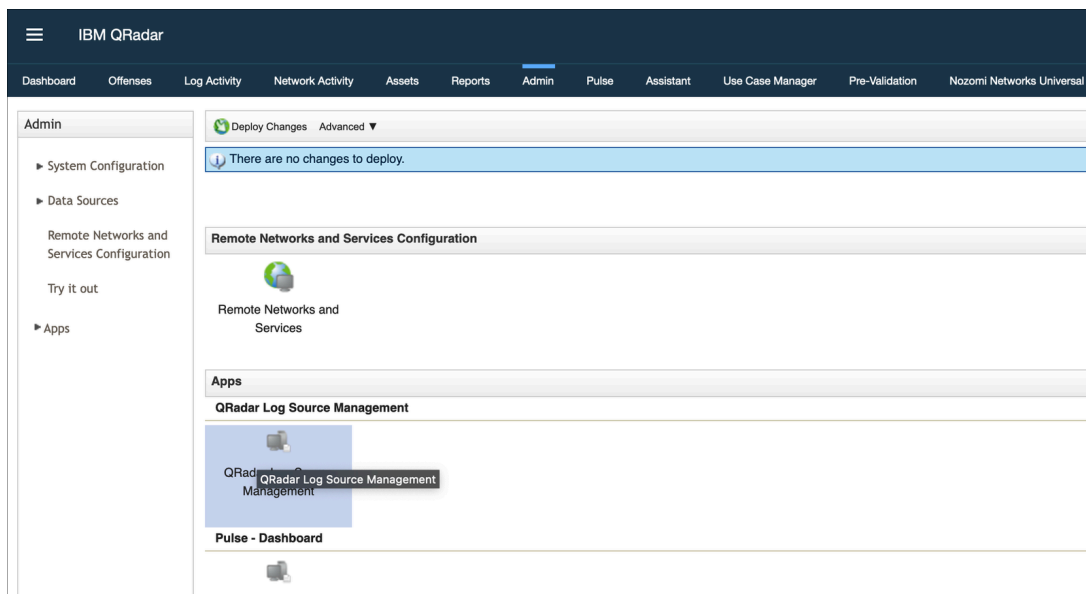 IBM QRadar
Dashboard Offenses Log Activity Network Activity Assets Reports Admin Pulse Assistant Use Case Manager Pre-Validation Nozomi Networks Universal
Admin
System Configuration
Data Sources
Remote Networks and
Services Configuration
Try it out
Apps
Deploy Changes Advanced
There are no changes to deploy.
Remote Networks and Services Configuration
Remote Networks and
Services
Apps
QRadar Log Source Management
QRadar Log Source Management
Management
Pulse - Dashboard